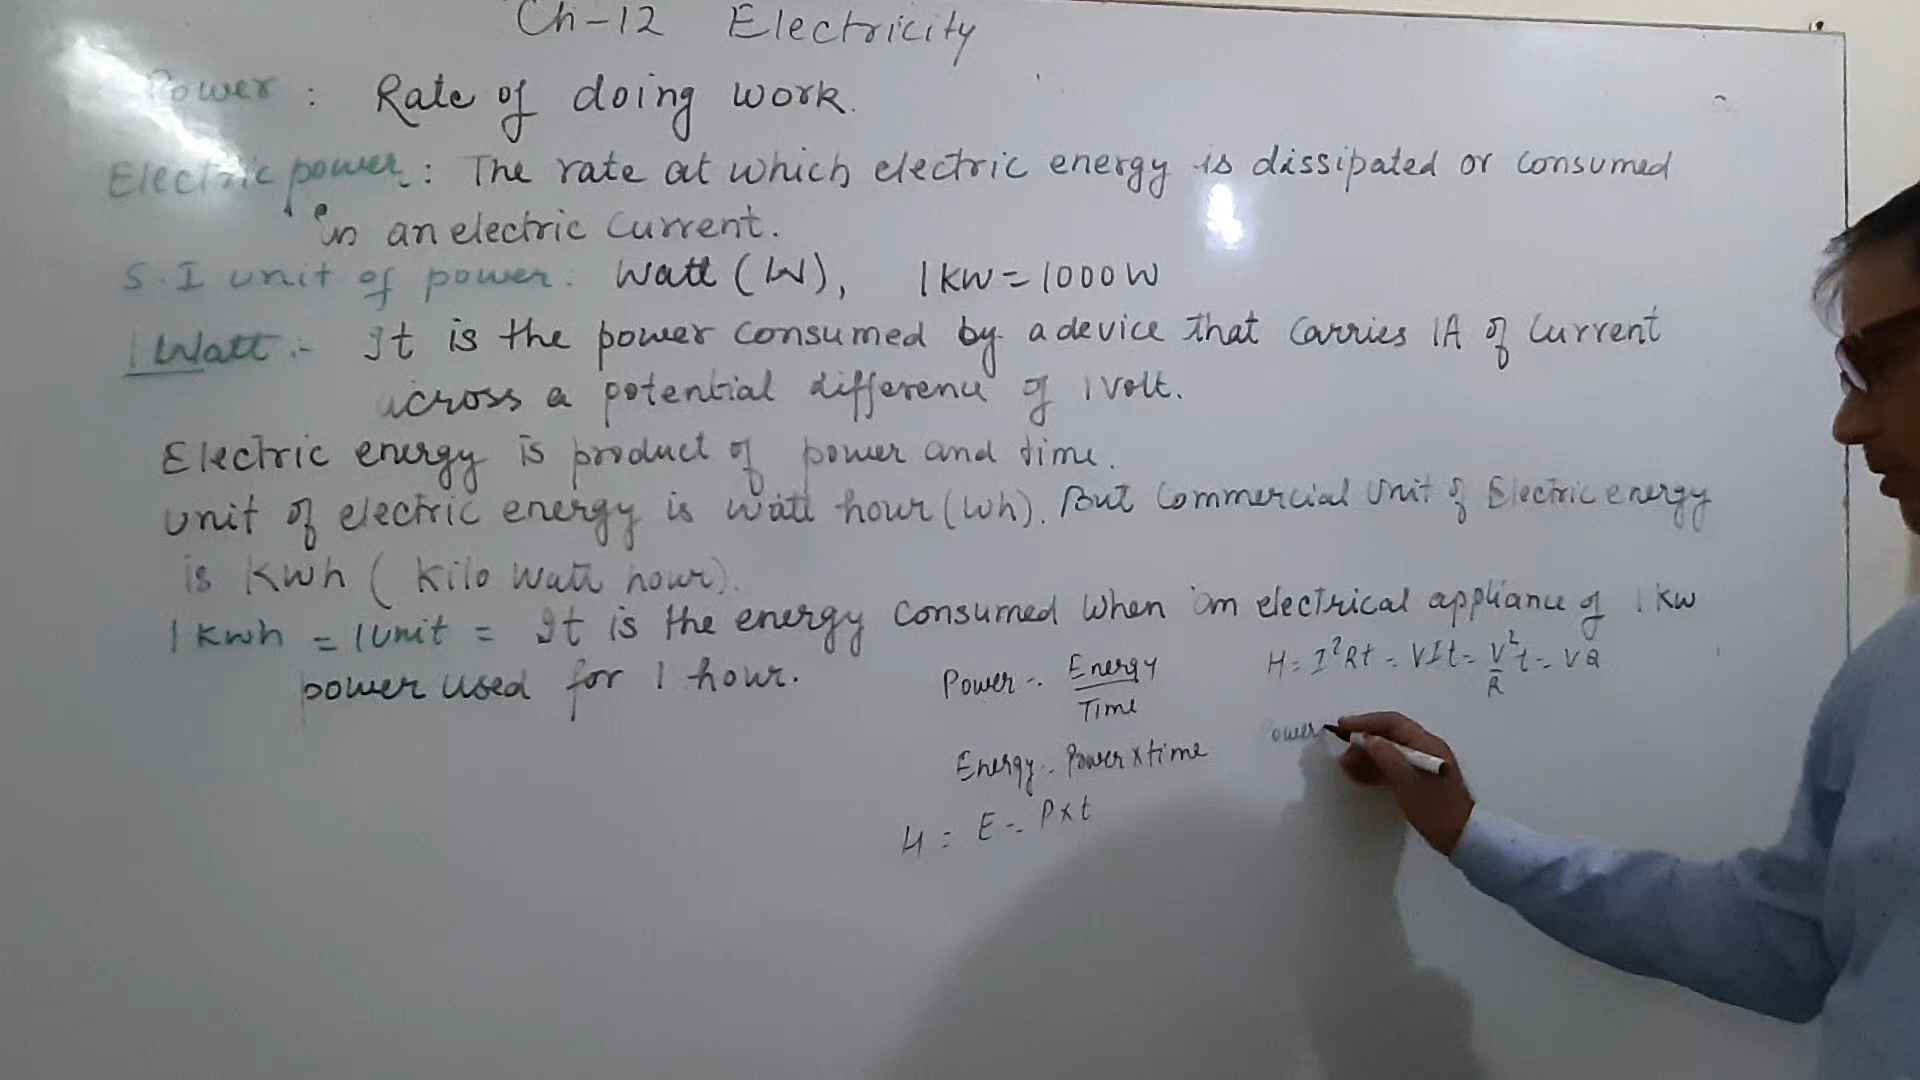 Ch-12 Electricity
Power : Rate of doing work.
Electric power : The rate at which electric energy is dissipated or consumed
in an electric current.
S.I unit of power : Watt (W), 1 KW = 1000 W
1 Watt :- It is the power consumed by a device that carries 1A of current
across a potential difference of 1 volt.
Electric energy is product of power and time.
unit of electric energy is watt hour (Wh). But Commercial Unit of Electric energy
is KWh (Kilo Watt hour).
1 kwh = 1 Unit = It is the energy consumed when an electrical appliance of 1 KW
power used for 1 hour.
Power = Energy / Time
H = I²Rt = VIt = V²/R t = VQ
Energy = Power x time
Power
H = E = P x t